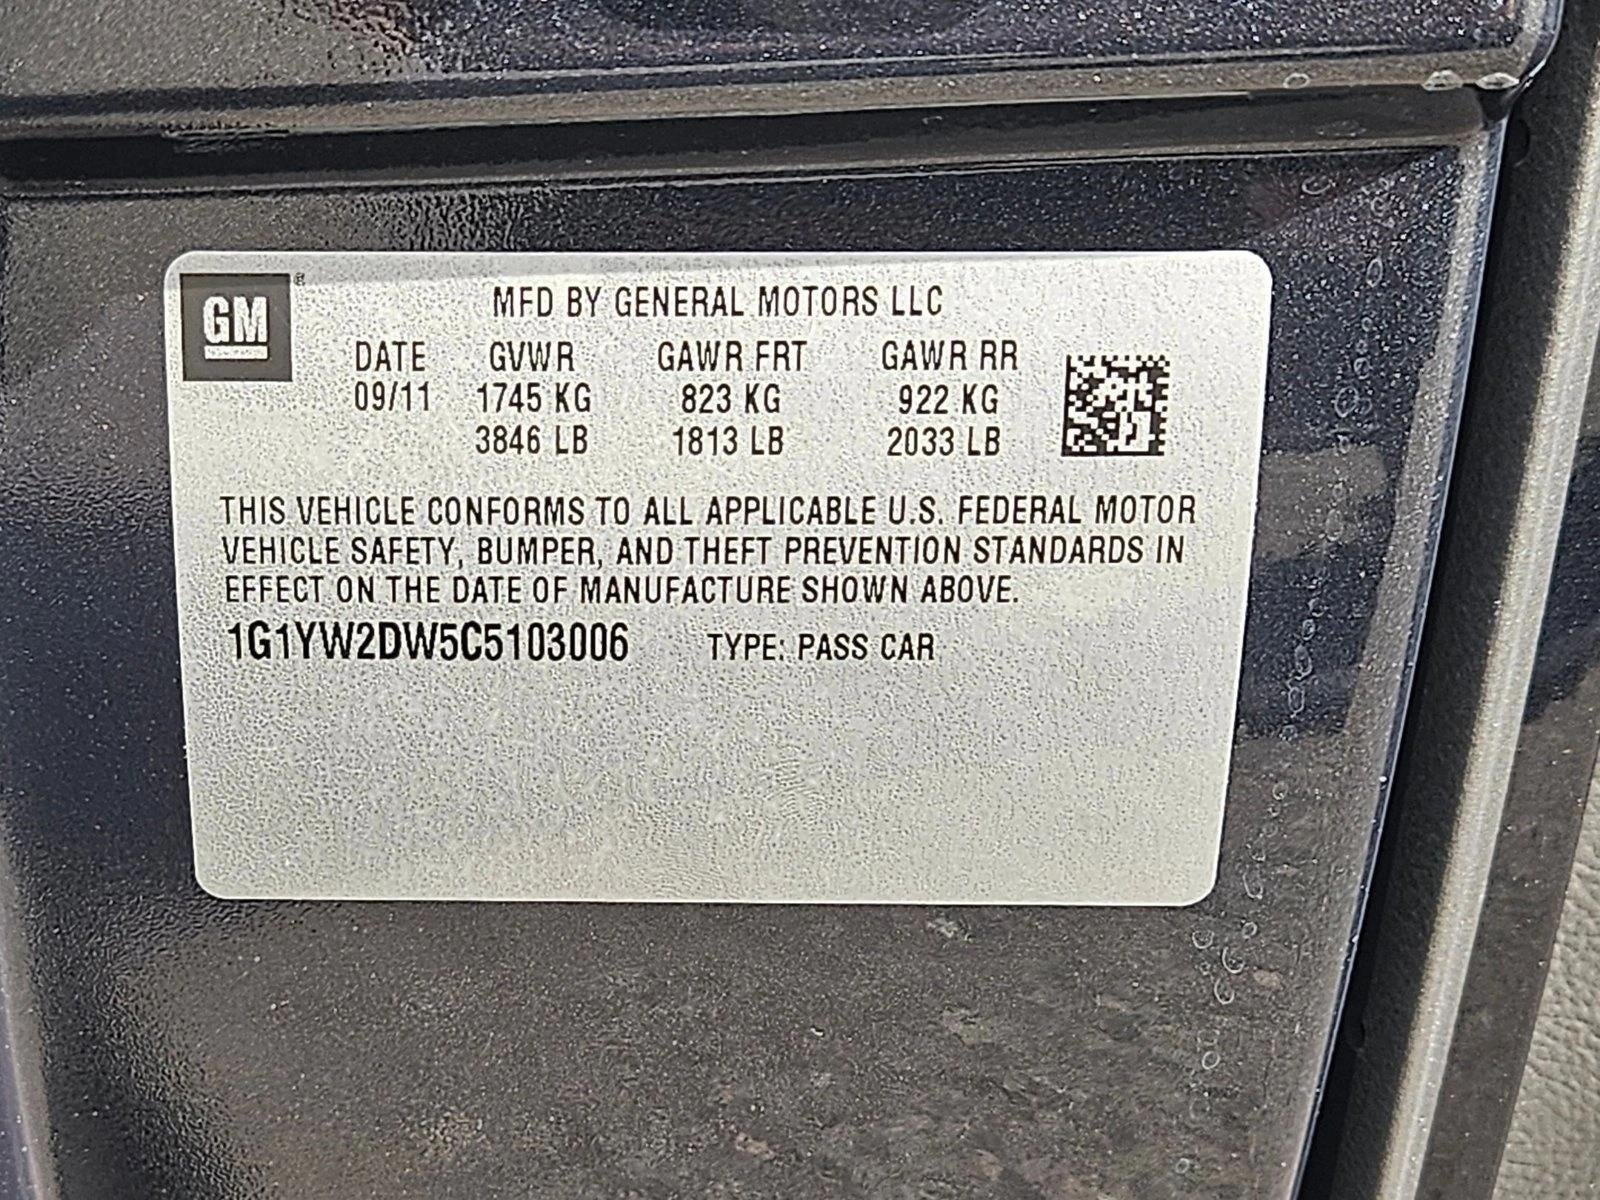 GM
MFD BY GENERAL MOTORS LLC
DATE GVWR GAWR FRT GAWR RR
09/11 1745 KG 823 KG 922 KG
3846 LB 1813 LB 2033 LB
THIS VEHICLE CONFORMS TO ALL APPLICABLE U.S. FEDERAL MOTOR
VEHICLE SAFETY, BUMPER, AND THEFT PREVENTION STANDARDS IN
EFFECT ON THE DATE OF MANUFACTURE SHOWN ABOVE.
1G1YW2DW5C5103006 TYPE: PASS CAR